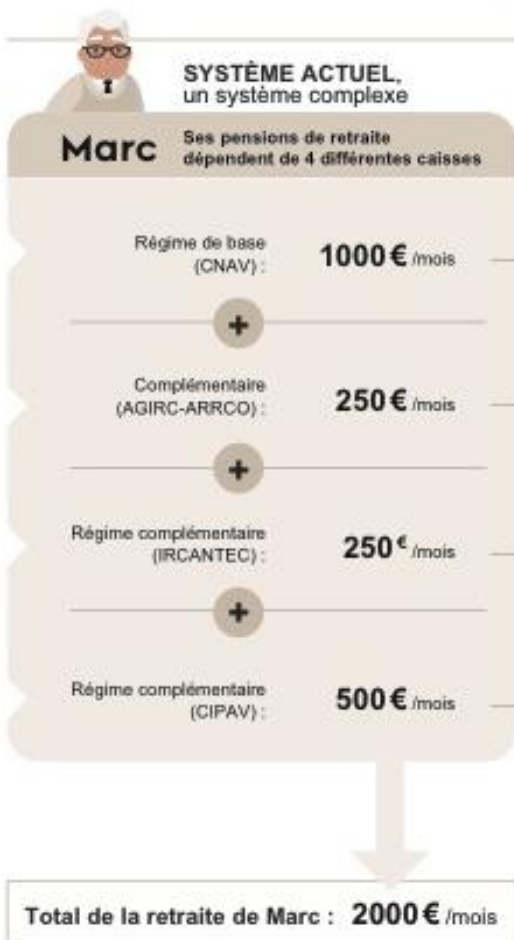 SYSTÈME ACTUEL,
un système complexe
Marc
Ses pensions de retraite
dépendent de 4 différentes caisses
Régime de base
(CNAV) :
1000 € /mois
+
Complémentaire
(AGIRC-ARRCO) :
250 € /mois
+
Régime complémentaire
(IRCANTEC) :
250 € /mois
+
Régime complémentaire
(CIPAV) :
500 € /mois
Total de la retraite de Marc : 2000 € /mois